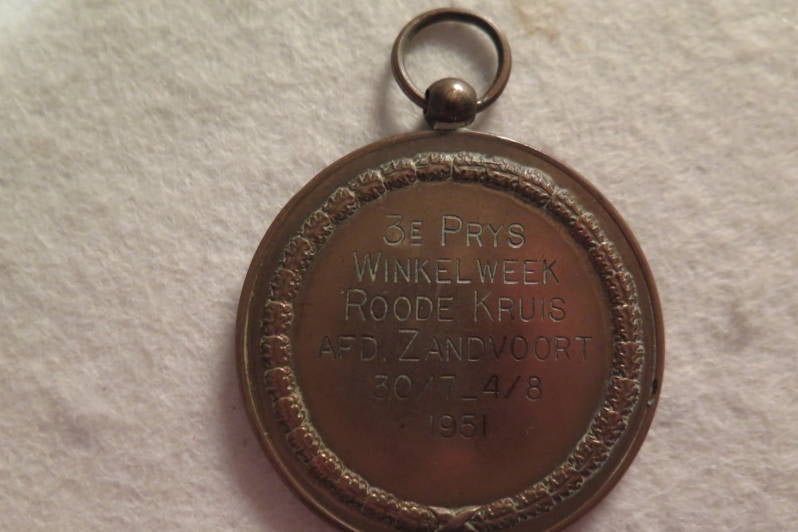 3E PRYS
WINKELWEEK
ROODE KRUIS
AFD. ZANDVOORT
30/7_4/8
1951